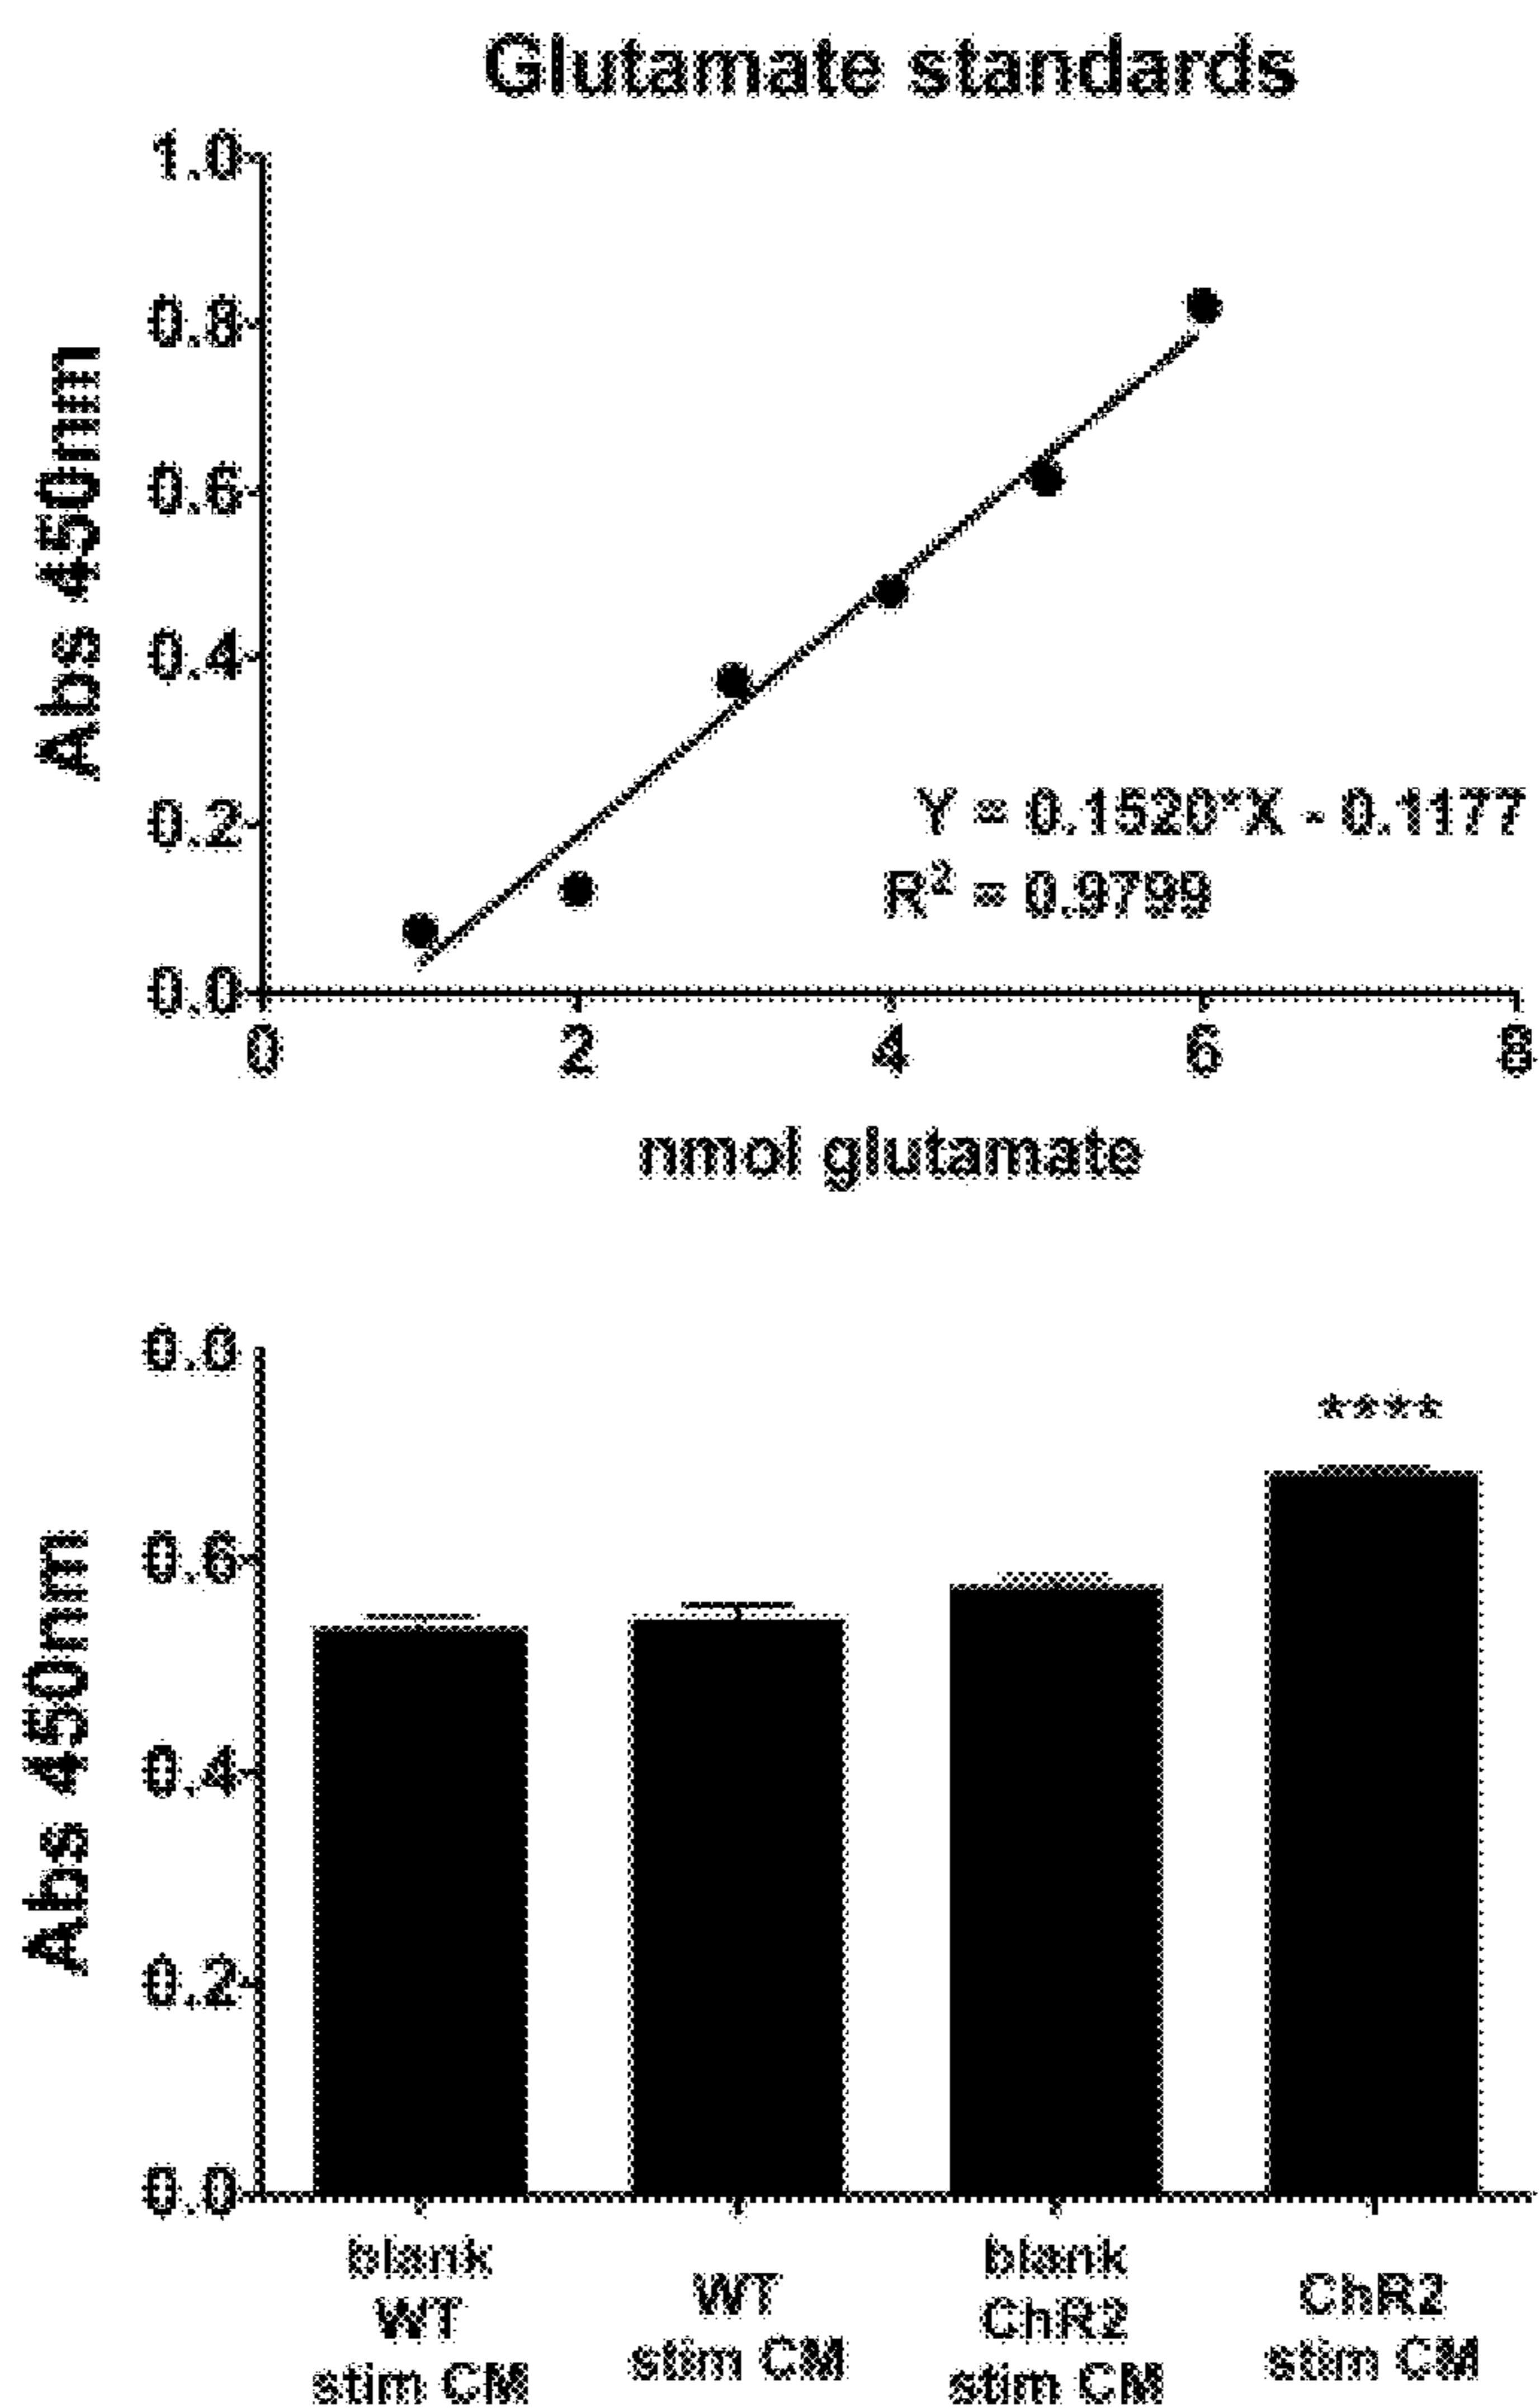 Glutamate standards
1.0
0.8
0.6
0.4
0.2
0.0
Abs 450nm
Y = 0.1520*X - 0.1177
R² = 0.9799
0 2 4 6 8
nmol glutamate
0.6
0.4
0.2
0.0
Abs 450nm
****
blank
WT
stim CM
WT
stim CM
blank
ChR2
stim CM
ChR2
stim CM